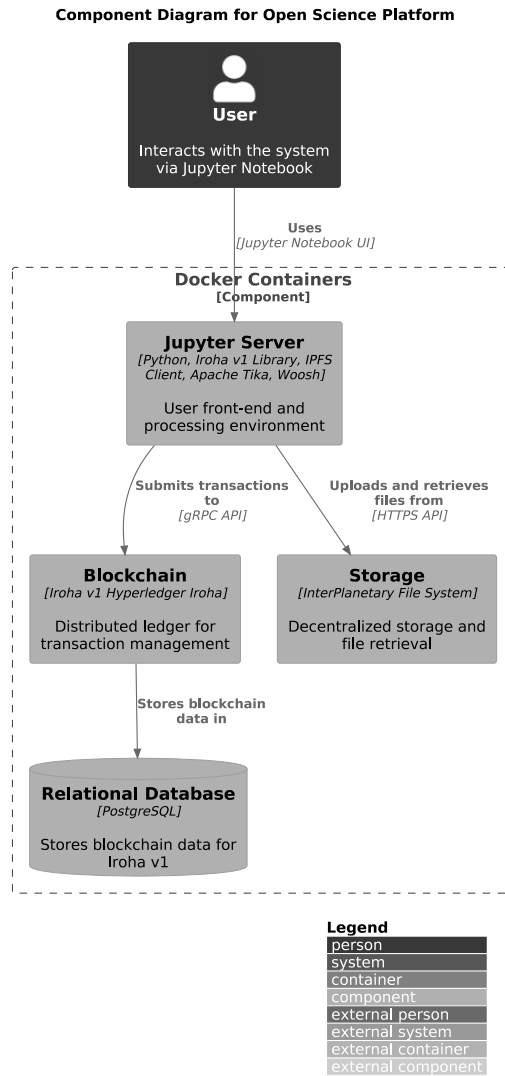 Component Diagram for Open Science Platform
User
Interacts with the system
via Jupyter Notebook
Uses
[Jupyter Notebook UI]
Docker Containers
[Component]
Jupyter Server
[Python, Iroha v1 Library, IPFS
Client, Apache Tika, Woosh]
User front-end and
processing environment
Submits transactions
to
[gRPC API]
Uploads and retrieves
files from
[HTTPS API]
Blockchain
[Iroha v1 Hyperledger Iroha]
Distributed ledger for
transaction management
Storage
[InterPlanetary File System]
Decentralized storage and
file retrieval
Stores blockchain
data in
Relational Database
[PostgreSQL]
Stores blockchain data for
Iroha v1
Legend
person
system
container
component
external person
external system
external container
external component